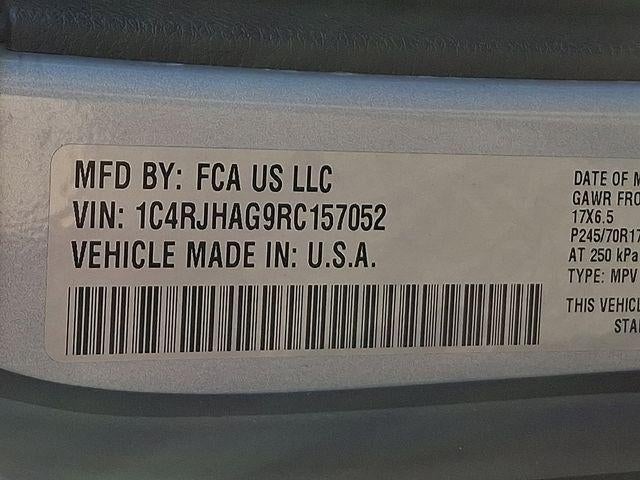 MFD BY: FCA US LLC
VIN: 1C4RJHAG9RC157052
VEHICLE MADE IN: U.S.A.
DATE OF M
GAWR FRO
17X6.5
P245/70R17
AT 250 kPa
TYPE: MPV
THIS VEHICL
STA